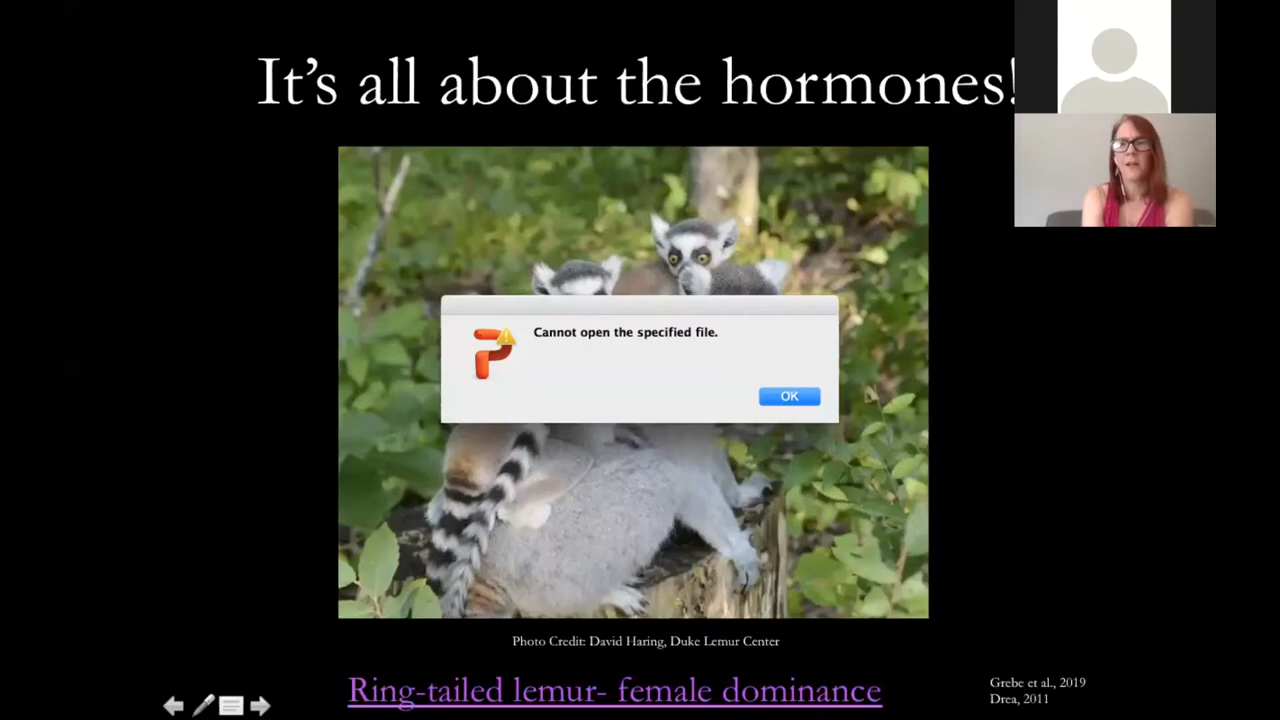 It's all about the hormones!
Cannot open the specified file.
OK
Photo Credit: David Haring, Duke Lemur Center
Ring-tailed lemur- female dominance
Grebe et al., 2019
Drea, 2011